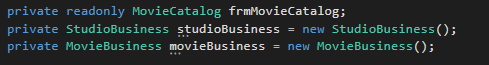 private readonly MovieCatalog frmMovieCatalog;
private StudioBusiness studioBusiness = new StudioBusiness();
private MovieBusiness movieBusiness = new MovieBusiness();